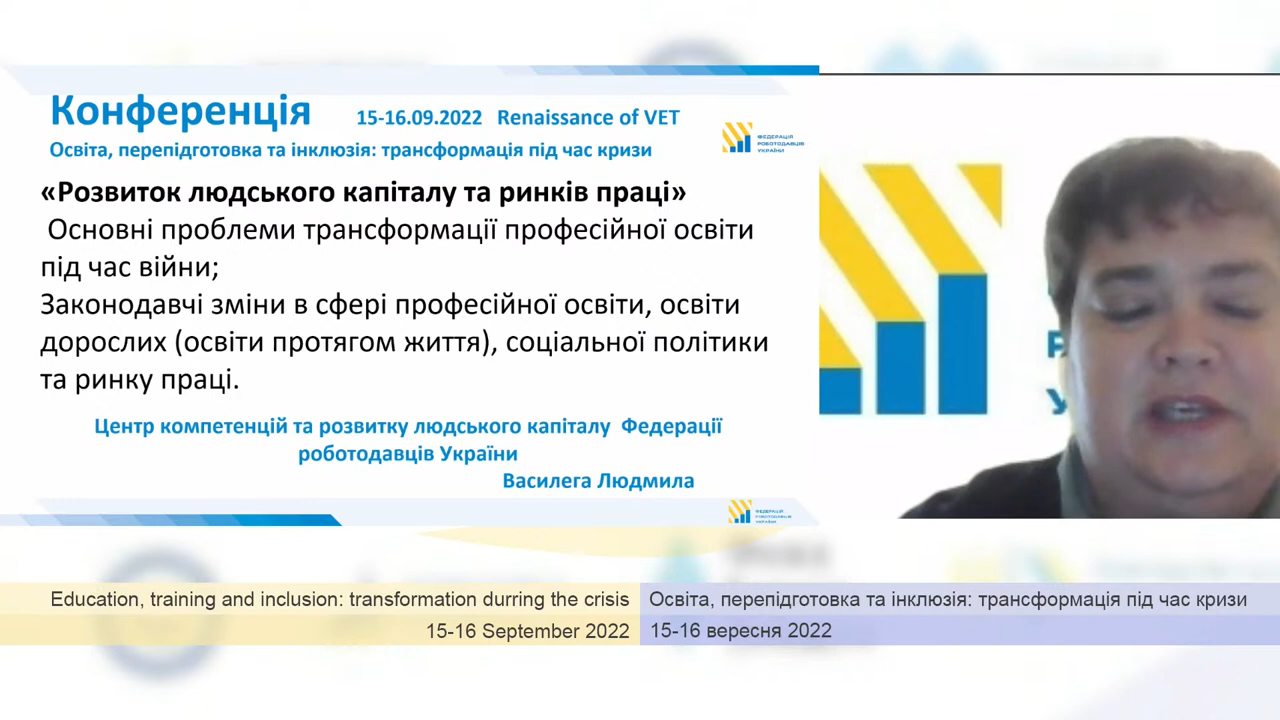 Конференція 15-16.09.2022 Renaissance of VET
Освіта, перепідготовка та інклюзія: трансформація під час кризи
ФЕДЕРАЦІЯ
РОБОТОДАВЦІВ
УКРАЇНИ
«Розвиток людського капіталу та ринків праці»
Основні проблеми трансформації професійної освіти
під час війни;
Законодавчі зміни в сфері професійної освіти, освіти
дорослих (освіти протягом життя), соціальної політики
та ринку праці.
Центр компетенцій та розвитку людського капіталу Федерації
роботодавців України
Василега Людмила
ФЕДЕРАЦІЯ
РОБОТОДАВЦІВ
УКРАЇНИ
Education, training and inclusion: transformation durring the crisis
15-16 September 2022
Освіта, перепідготовка та інклюзія: трансформація під час кризи
15-16 вересня 2022